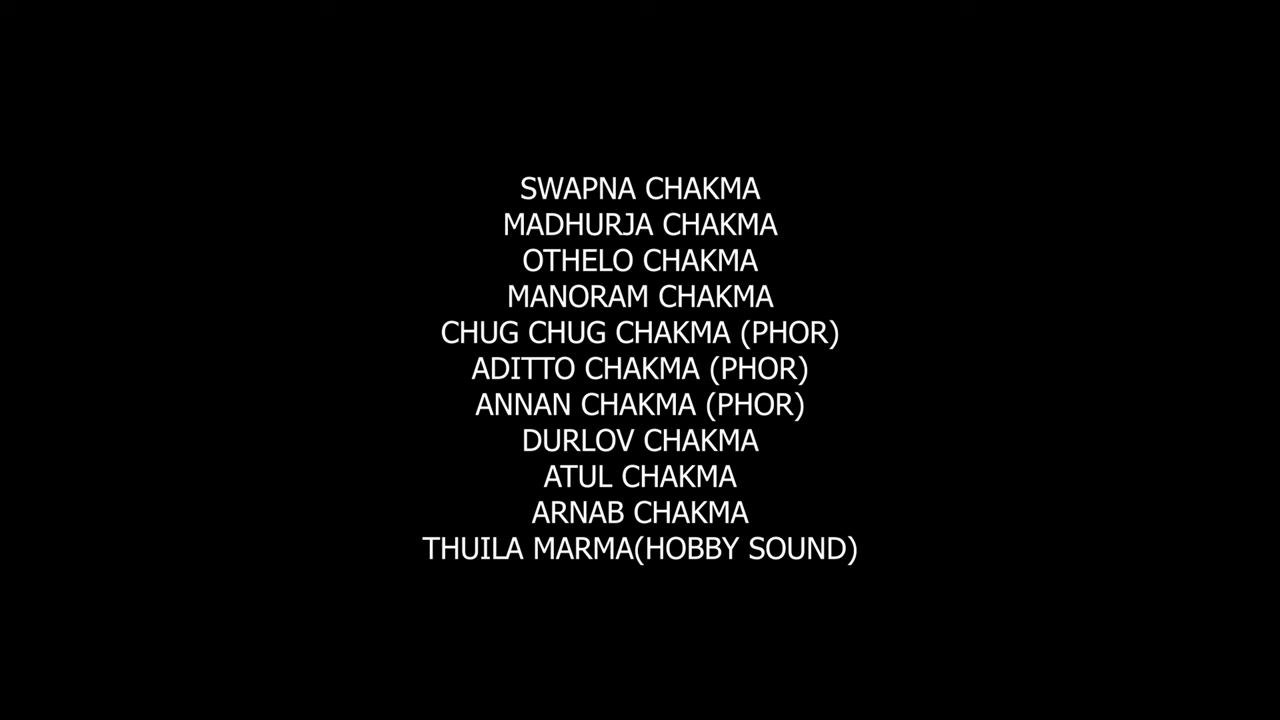 SWAPNA CHAKMA
MADHURJA CHAKMA
OTHELO CHAKMA
MANORAM CHAKMA
CHUG CHUG CHAKMA (PHOR)
ADITTO CHAKMA (PHOR)
ANNAN CHAKMA (PHOR)
DURLOV CHAKMA
ATUL CHAKMA
ARNAB CHAKMA
THUILA MARMA(HOBBY SOUND)